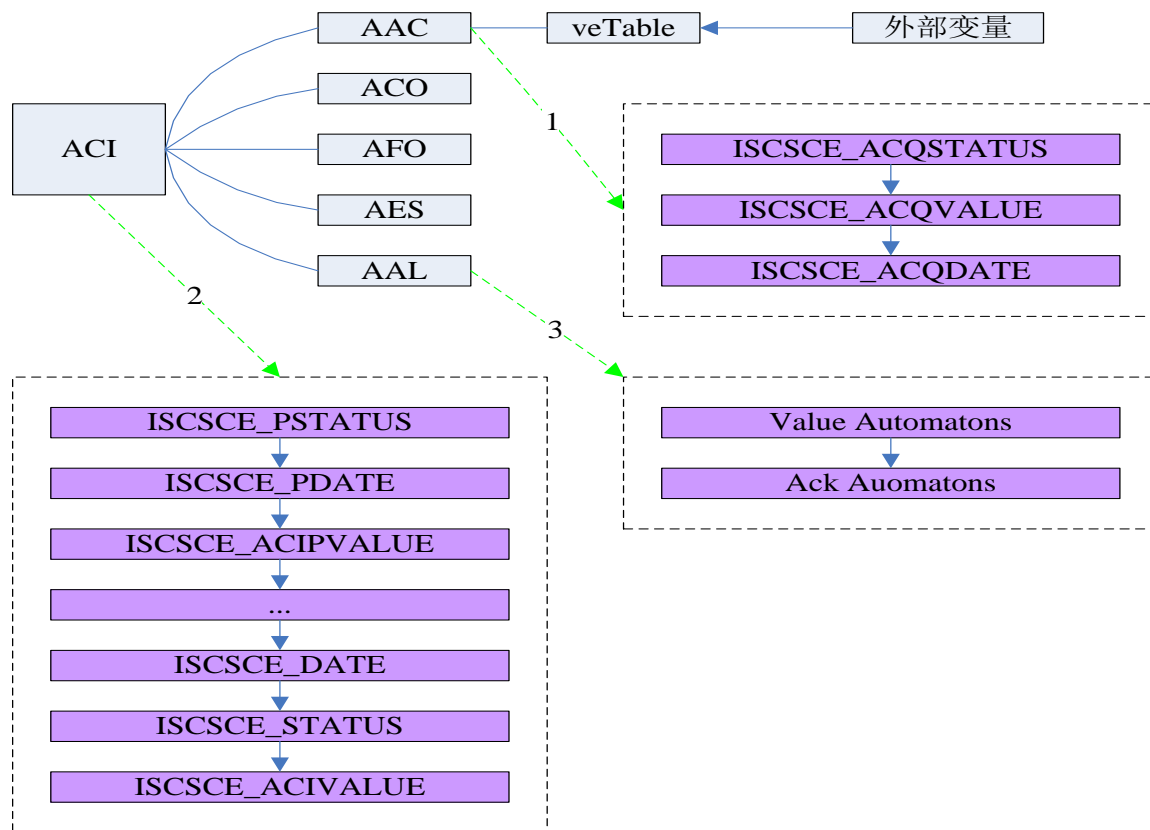 AAC
veTable
外部变量
ACO
ACI
AFO
AES
AAL
1
ISCSCE_ACQSTATUS
ISCSCE_ACQVALUE
ISCSCE_ACQDATE
2
3
ISCSCE_PSTATUS
ISCSCE_PDATE
ISCSCE_ACIPVALUE
...
ISCSCE_DATE
ISCSCE_STATUS
ISCSCE_ACIVALUE
Value Automatons
Ack Auomatons